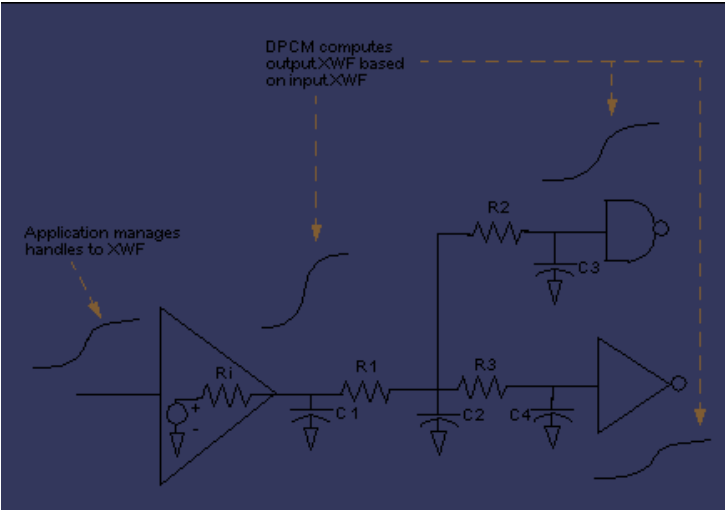 DPCM computes
output XWF based
on input XWF
Application manages
handles to XWF
R2
C3
Ri
+
-
R1
R3
C1
C2
C4